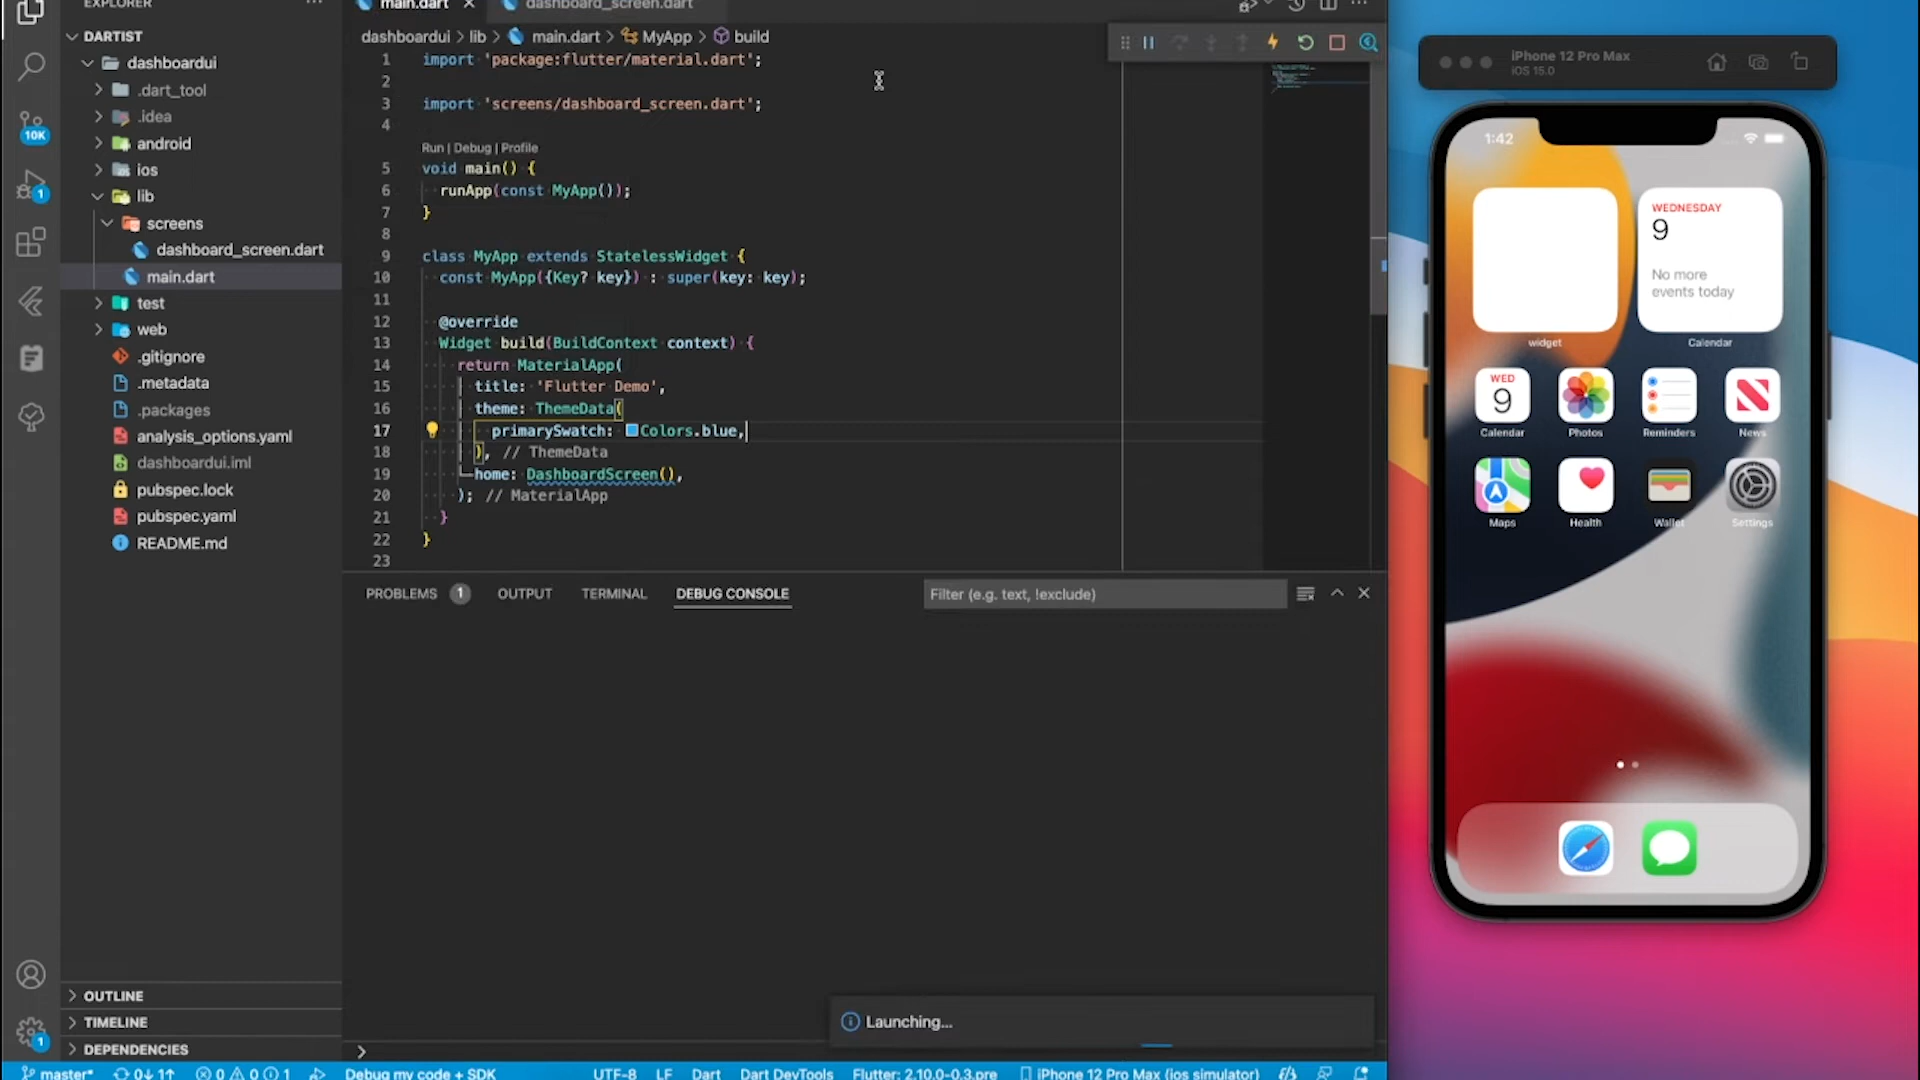 EXPLORER
DARTIST
dashboardui
.dart_tool
.idea
android
ios
lib
screens
dashboard_screen.dart
main.dart
test
web
.gitignore
.metadata
.packages
analysis_options.yaml
dashboardui.iml
pubspec.lock
pubspec.yaml
README.md
OUTLINE
TIMELINE
DEPENDENCIES
10K
1
1
main.dart
dashboard_screen.dart
dashboardui > lib > main.dart > MyApp > build
1 import 'package:flutter/material.dart';
2
3 import 'screens/dashboard_screen.dart';
4
Run | Debug | Profile
5 void main() {
6 runApp(const MyApp());
7 }
8
9 class MyApp extends StatelessWidget {
10 const MyApp({Key? key}) : super(key: key);
11
12 @override
13 Widget build(BuildContext context) {
14 return MaterialApp(
15 title: 'Flutter Demo',
16 theme: ThemeData(
17 primarySwatch: Colors.blue,
18 ), // ThemeData
19 home: DashboardScreen(),
20 ); // MaterialApp
21 }
22 }
23
PROBLEMS 1 OUTPUT TERMINAL DEBUG CONSOLE
Filter (e.g. text, !exclude)
Launching...
master* 0↓ 1↑ 0 0 1 Debug my code + SDK UTF-8 LF Dart Dart DevTools Flutter: 2.10.0-0.3.pre iPhone 12 Pro Max (ios simulator)
iPhone 12 Pro Max
iOS 15.0
1:42
WEDNESDAY
9
No more
events today
widget Calendar
WED
9
Calendar Photos Reminders News
Maps Health Wallet Settings